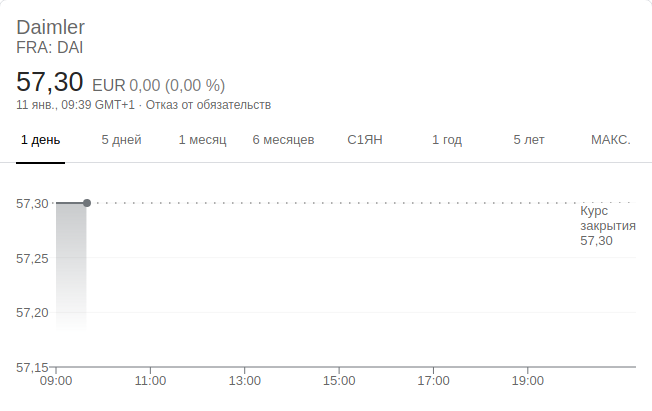 Daimler
FRA: DAI
57,30 EUR 0,00 (0,00 %)
11 янв., 09:39 GMT+1 · Отказ от обязательств
1 день 5 дней 1 месяц 6 месяцев С1ЯН 1 год 5 лет МАКС.
57,30
Курс
закрытия
57,30
57,25
57,20
57,15
09:00 11:00 13:00 15:00 17:00 19:00